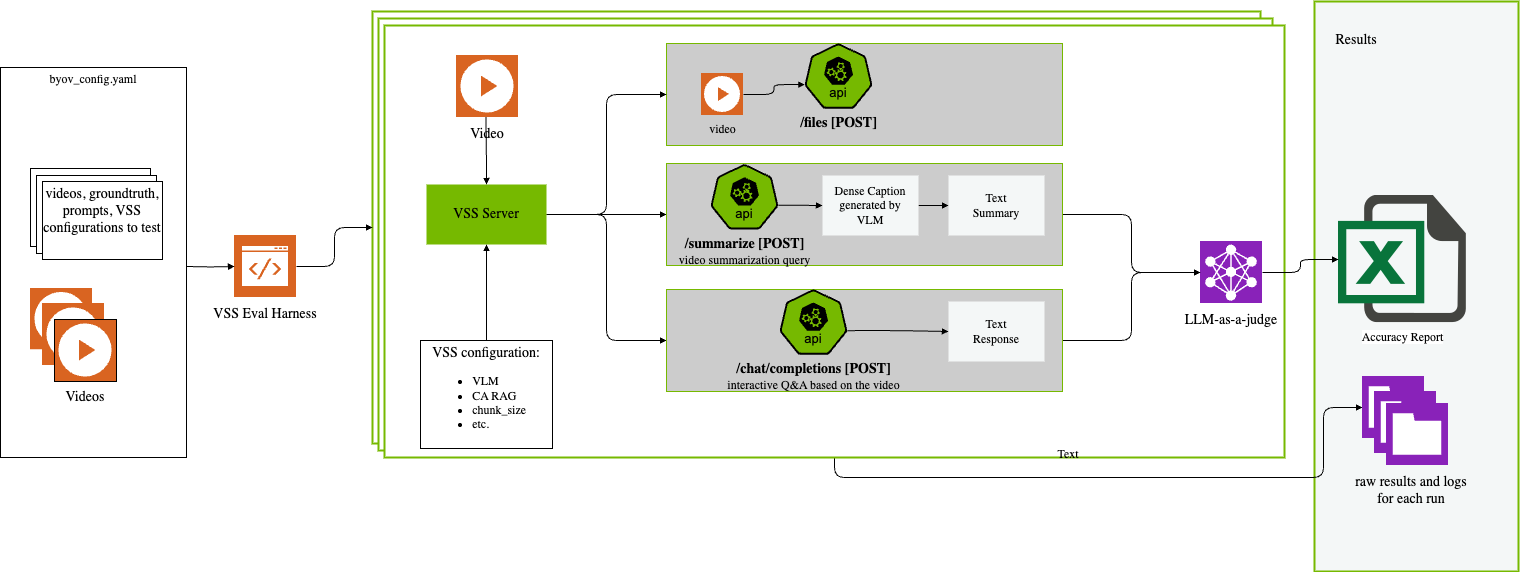 byov_config.yaml
videos, groundtruth,
prompts, VSS
configurations to test
Videos
VSS Eval Harness
Video
VSS Server
VSS configuration:
• VLM
• CA RAG
• chunk_size
• etc.
video
api
/files [POST]
api
/summarize [POST]
video summarization query
Dense Caption
generated by
VLM
Text
Summary
api
/chat/completions [POST]
interactive Q&A based on the video
Text
Response
Text
LLM-as-a-judge
Results
X
Accuracy Report
raw results and logs
for each run